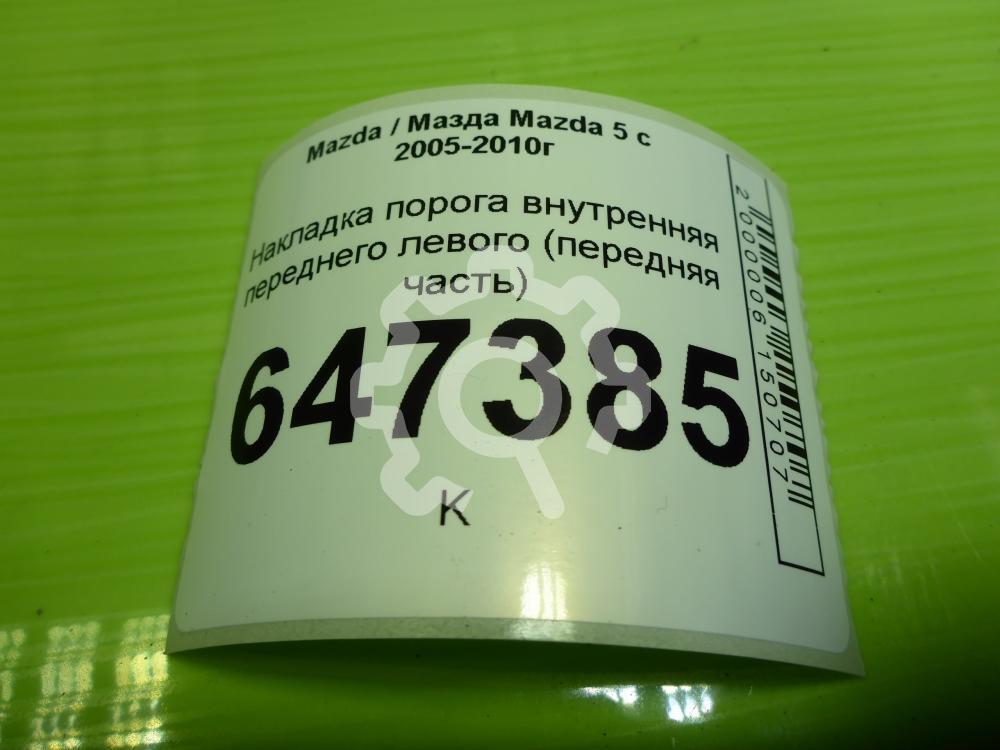 Mazda / Мазда Mazda 5 с
2005-2010г
Накладка порога внутренняя
переднего левого (передняя
часть)
647385
К
2000006150707